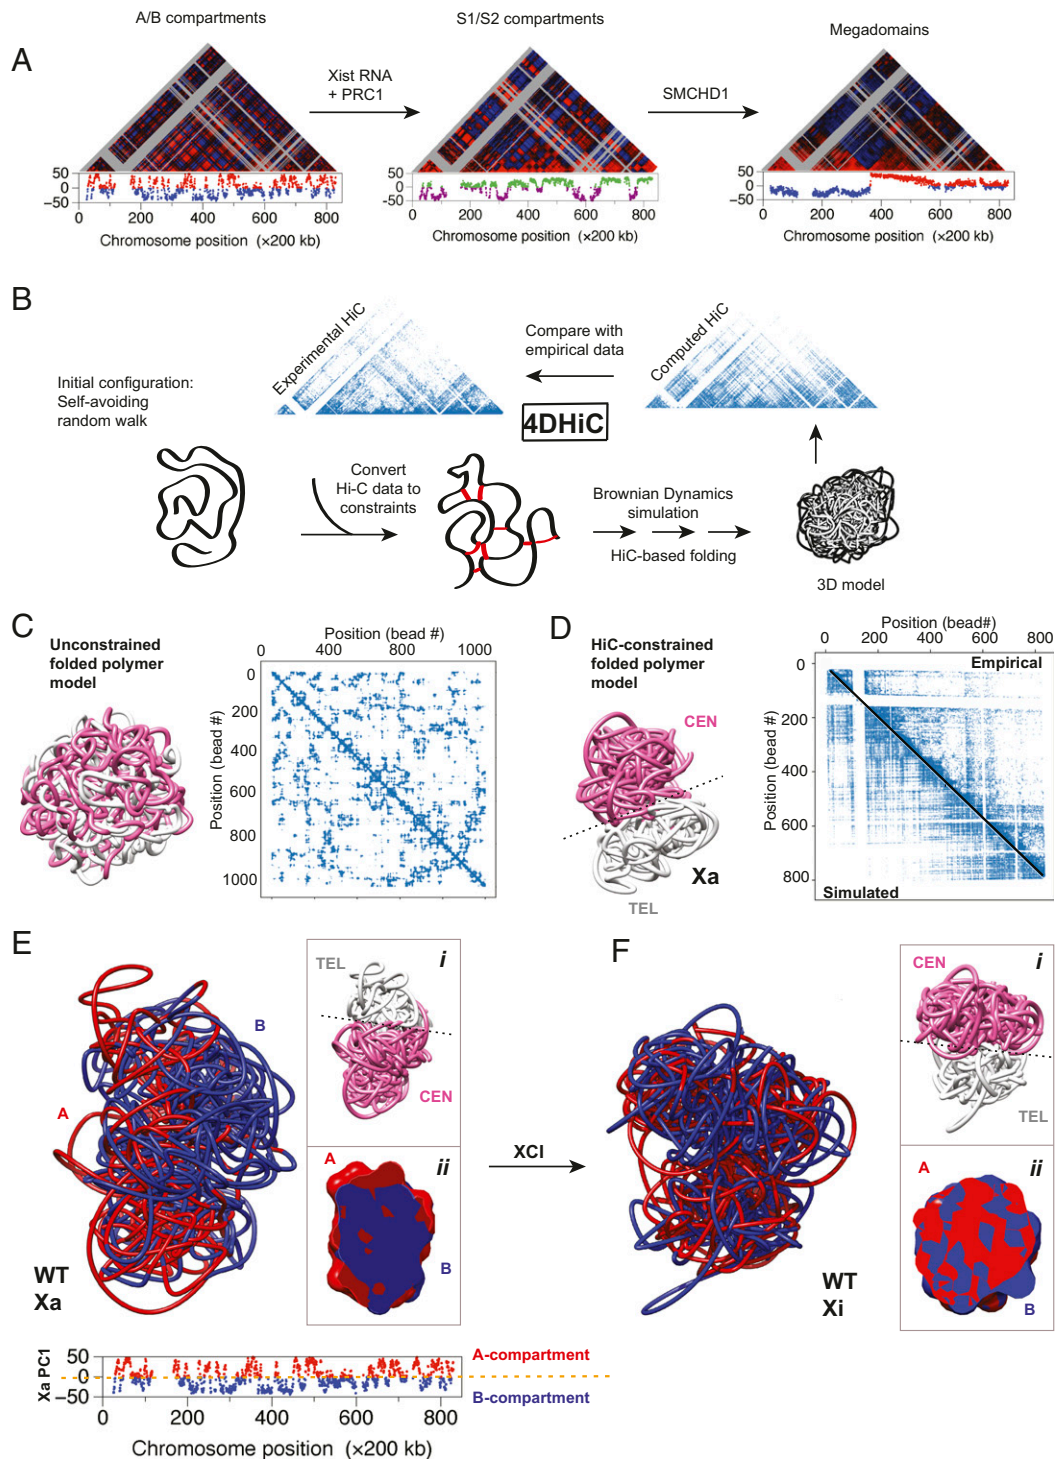 A/B compartments
S1/S2 compartments
Megadomains
A
Xist RNA
+ PRC1
SMCHD1
50
0
−50
0 200 400 600 800
Chromosome position (×200 kb)
50
0
−50
0 200 400 600 800
Chromosome position (×200 kb)
50
0
−50
0 200 400 600 800
Chromosome position (×200 kb)
B
Experimental HiC
Compare with
empirical data
Computed HiC
Initial configuration:
Self-avoiding
random walk
4DHiC
Convert
Hi-C data to
constraints
Brownian Dynamics
simulation
HiC-based folding
3D model
C
Unconstrained
folded polymer
model
Position (bead #)
0 400 800 1000
Position (bead #)
0
200
400
600
800
1000
D
HiC-constrained
folded polymer
model
CEN
Xa
TEL
Position (bead#)
0 200 400 600 800
Empirical
Position (bead #)
0
200
400
600
800
Simulated
E
B
A
WT
Xa
i
TEL
CEN
ii
A
B
XCI
F
WT
Xi
i
CEN
TEL
ii
A
B
Xa PC1
50
0
−50
A-compartment
B-compartment
0 200 400 600 800
Chromosome position (×200 kb)